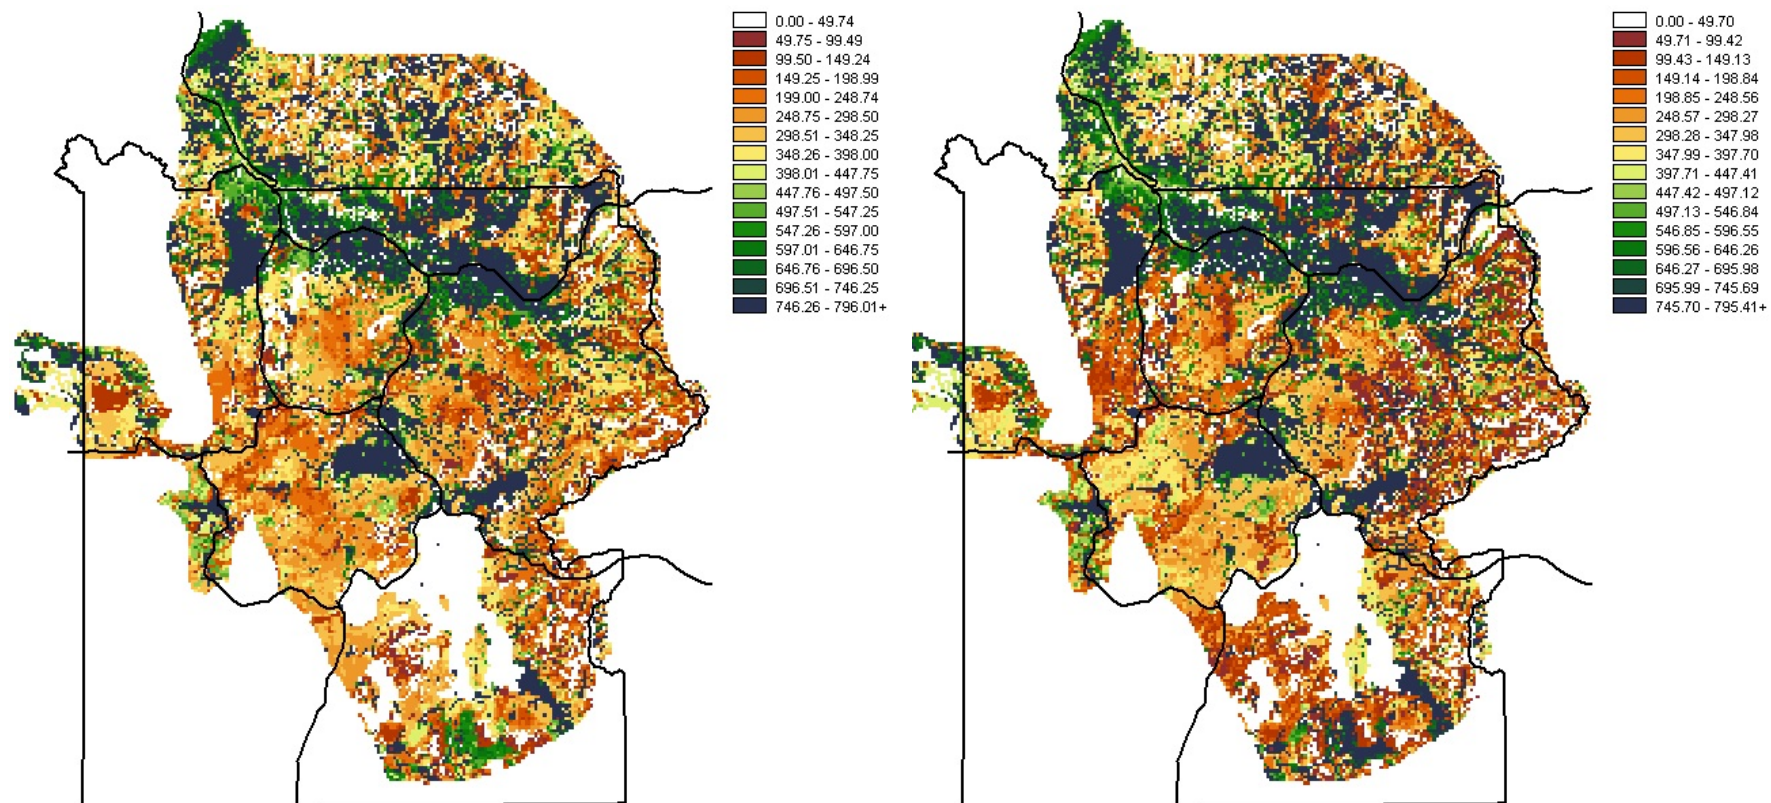 0.00 - 49.74
49.75 - 99.49
99.50 - 149.24
149.25 - 198.99
199.00 - 248.74
248.75 - 298.50
298.51 - 348.25
348.26 - 398.00
398.01 - 447.75
447.76 - 497.50
497.51 - 547.25
547.26 - 597.00
597.01 - 646.75
646.76 - 696.50
696.51 - 746.25
746.26 - 796.01+
0.00 - 49.70
49.71 - 99.42
99.43 - 149.13
149.14 - 198.84
198.85 - 248.56
248.57 - 298.27
298.28 - 347.98
347.99 - 397.70
397.71 - 447.41
447.42 - 497.12
497.13 - 546.84
546.85 - 596.55
596.56 - 646.26
646.27 - 695.98
695.99 - 745.69
745.70 - 795.41+